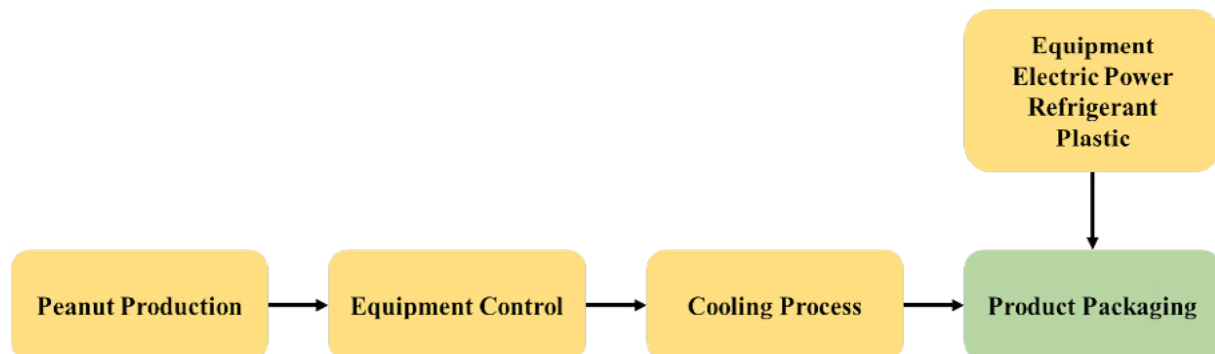 Equipment
Electric Power
Refrigerant
Plastic
Peanut Production
Equipment Control
Cooling Process
Product Packaging